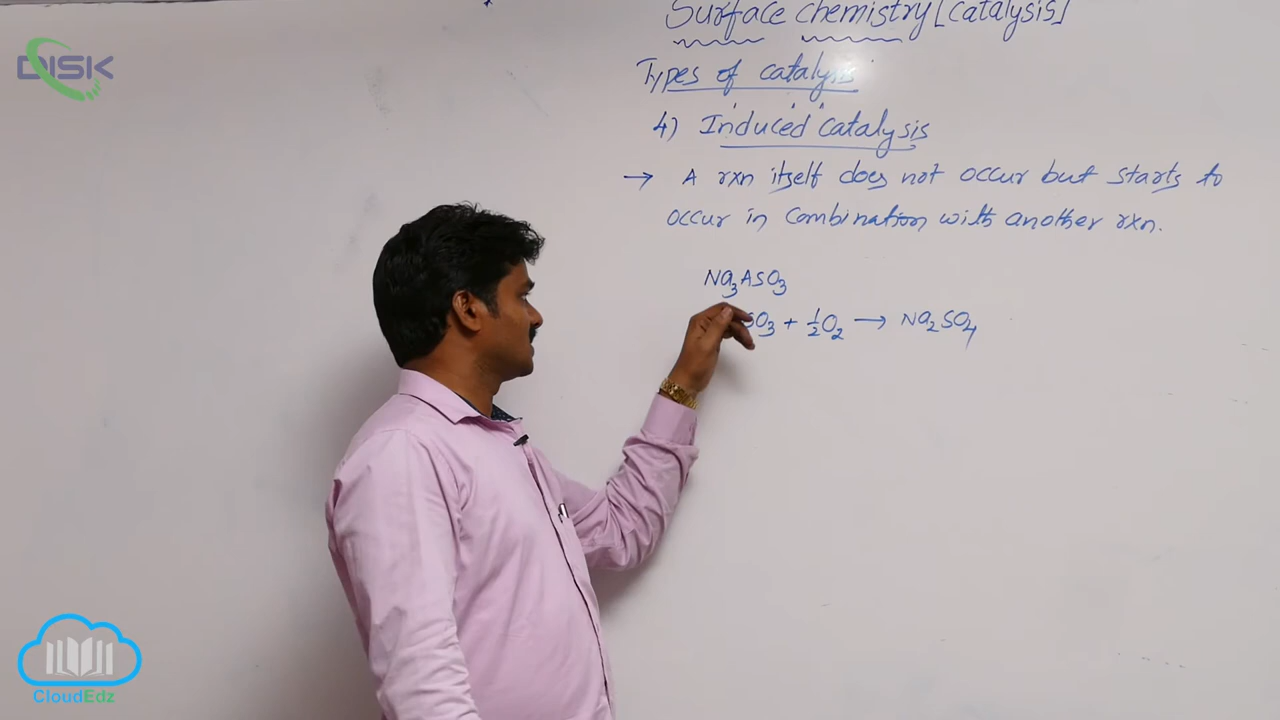 Surface chemistry [catalysis]
Types of catalysis
4) Induced catalysis
→ A rxn itself does not occur but starts to
occur in combination with another rxn.
Na₃AsO₃
SO₃ + ½O₂ → Na₂SO₄
DISK
CloudEdz